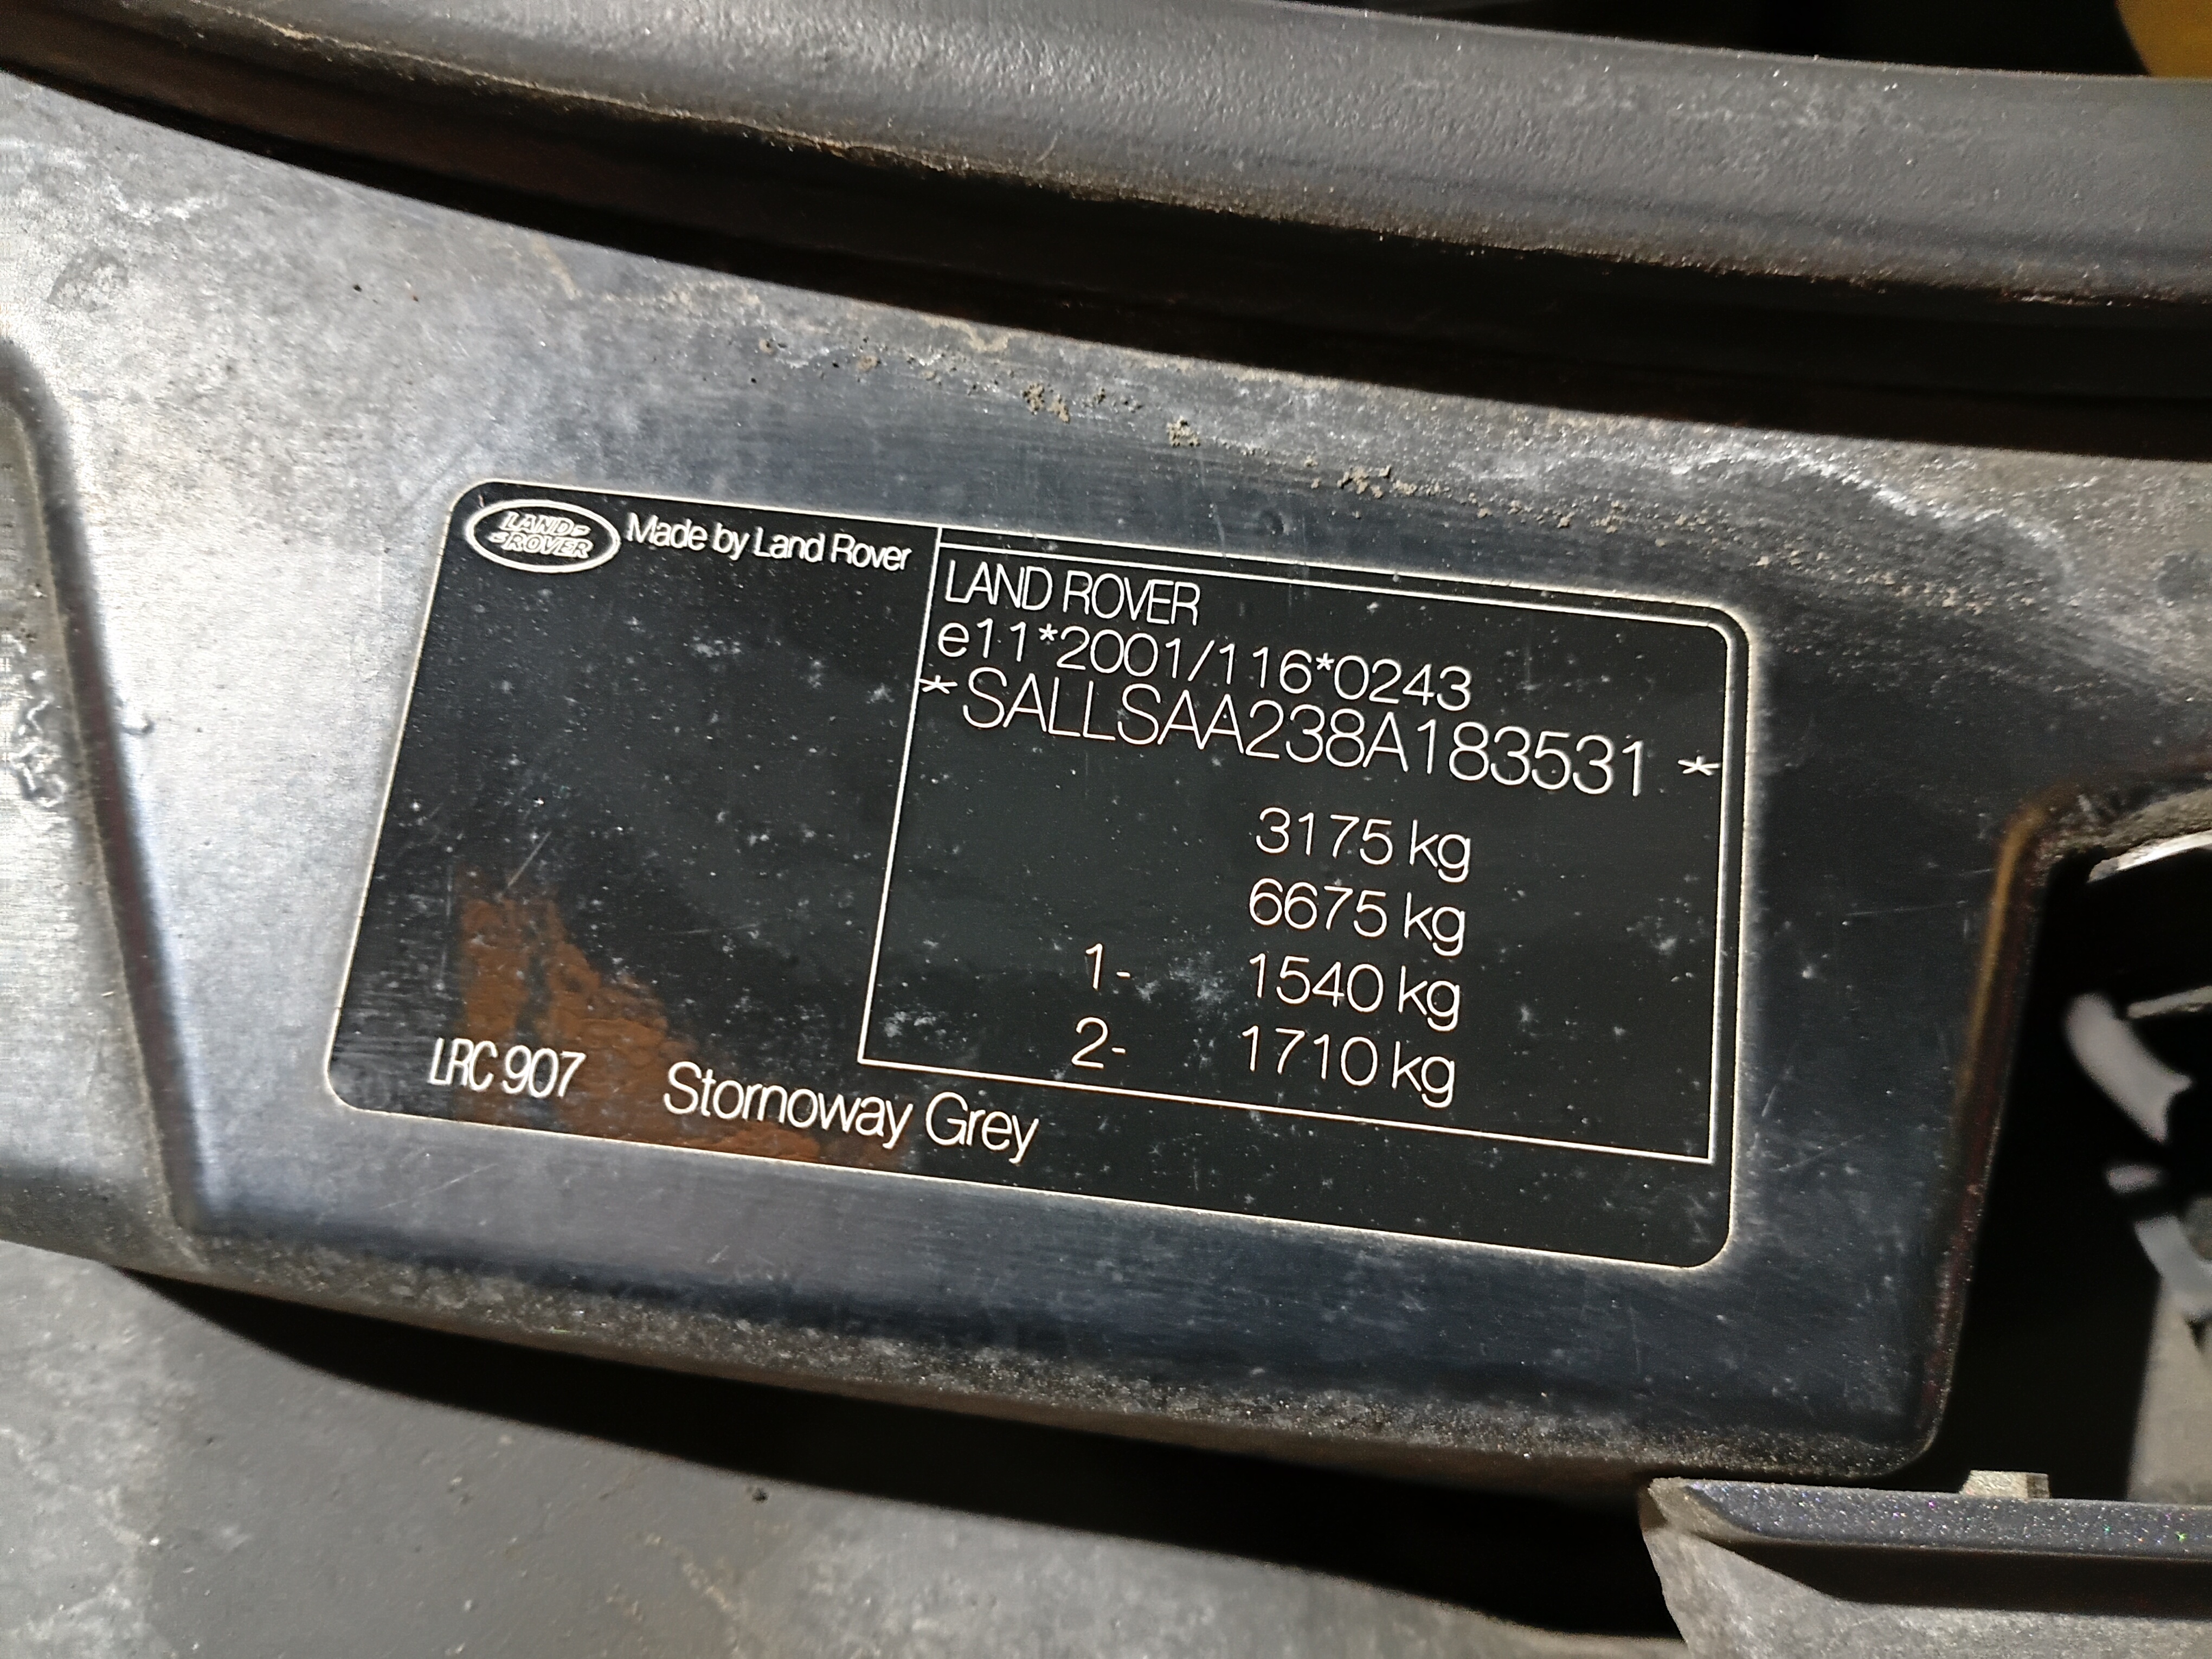 LAND ROVER
Made by Land Rover
LAND ROVER
e11*2001/116*0243
*SALLSAA238A183531 *
3175 kg
6675 kg
1- 1540 kg
2- 1710 kg
LRC 907 Stornoway Grey